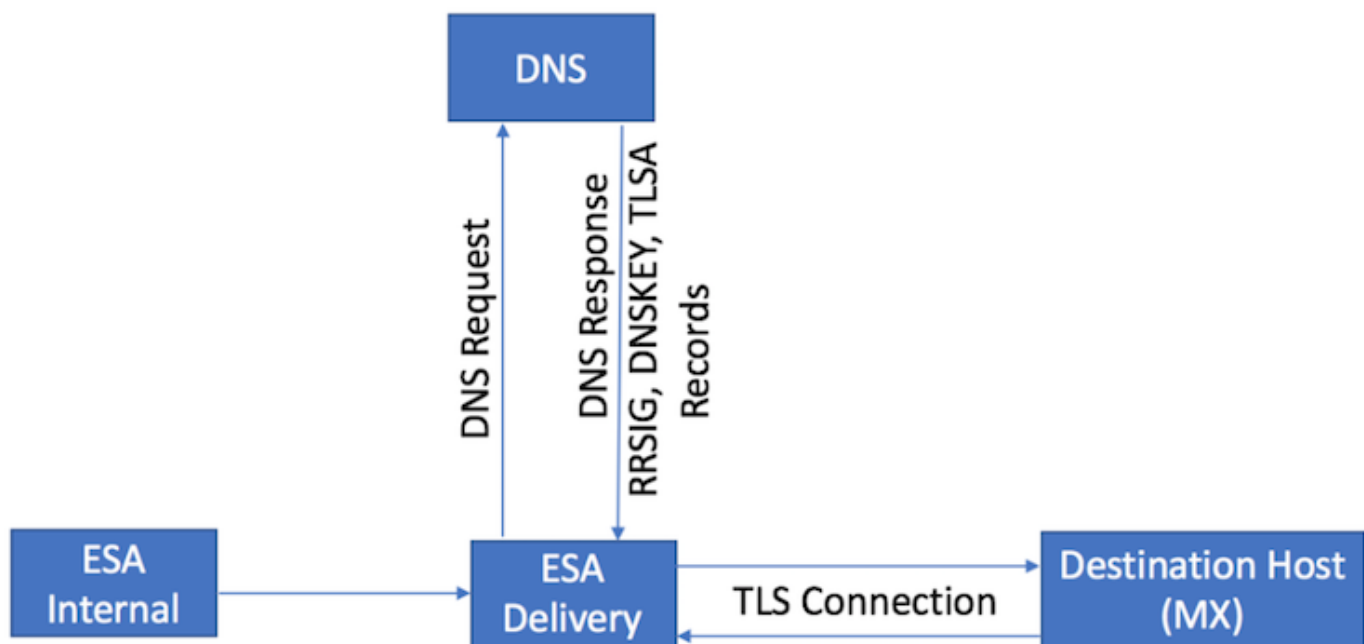 DNS
DNS Request
DNS Response
RRSIG, DNSKEY, TLSA
Records
ESA
Internal
ESA
Delivery
TLS Connection
Destination Host
(MX)